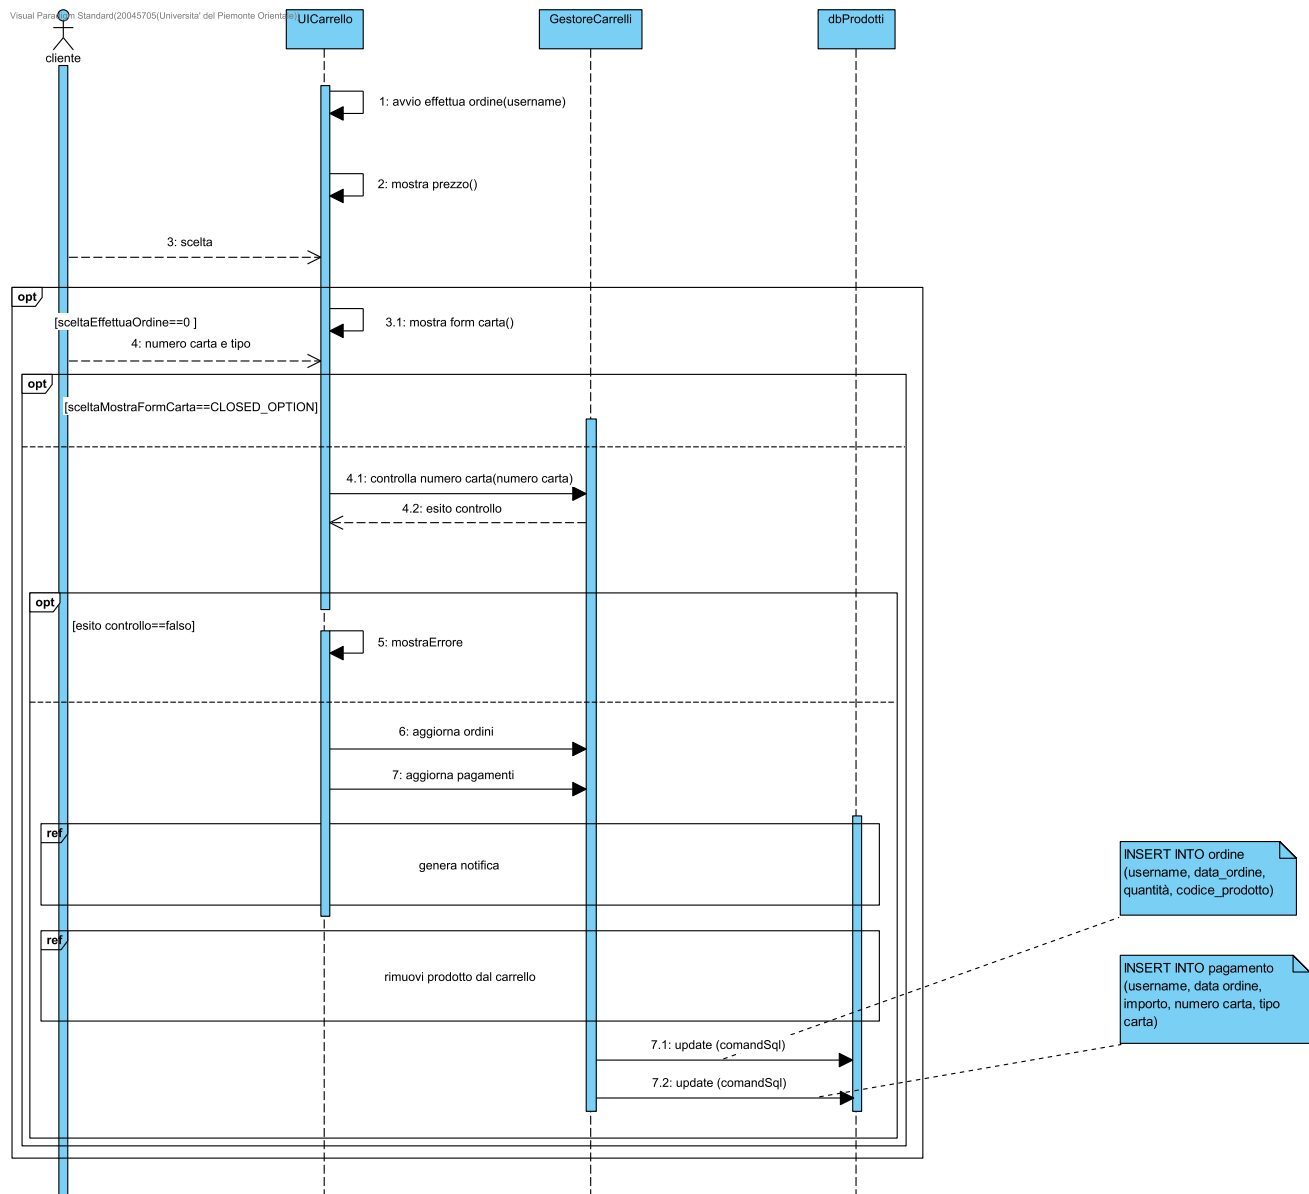 Visual Paradigm Standard(20045705(Universita' del Piemonte Orientale))
cliente
UICarrello
GestoreCarrelli
dbProdotti
1: avvio effettua ordine(username)
2: mostra prezzo()
3: scelta
opt
[sceltaEffettuaOrdine==0 ]
3.1: mostra form carta()
4: numero carta e tipo
opt
[sceltaMostraFormCarta==CLOSED_OPTION]
4.1: controlla numero carta(numero carta)
4.2: esito controllo
opt
[esito controllo==falso]
5: mostraErrore
6: aggiorna ordini
7: aggiorna pagamenti
ref
genera notifica
INSERT INTO ordine
(username, data_ordine,
quantità, codice_prodotto)
ref
rimuovi prodotto dal carrello
INSERT INTO pagamento
(username, data ordine,
importo, numero carta, tipo
carta)
7.1: update (comandSql)
7.2: update (comandSql)